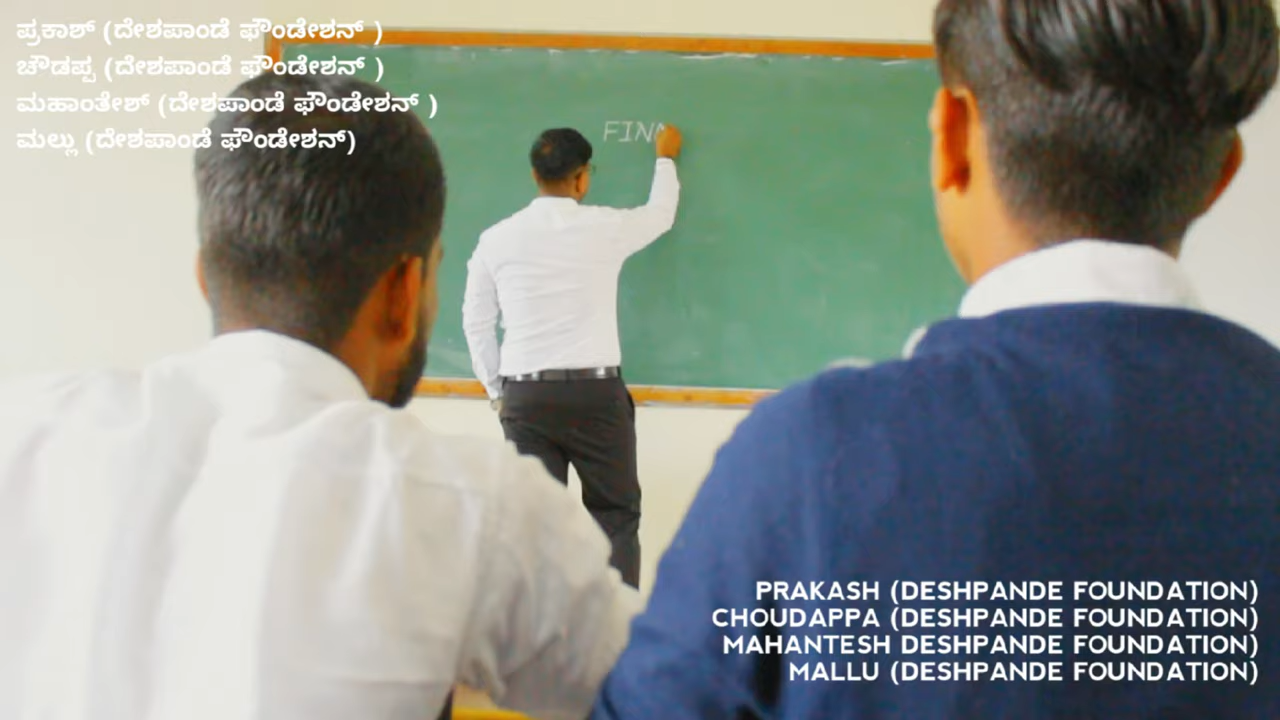 ಪ್ರಕಾಶ್ (ದೇಶಪಾಂಡೆ ಫೌಂಡೇಶನ್ )
ಚೌಡಪ್ಪ (ದೇಶಪಾಂಡೆ ಫೌಂಡೇಶನ್ )
ಮಹಾಂತೇಶ್ (ದೇಶಪಾಂಡೆ ಫೌಂಡೇಶನ್ )
ಮಲ್ಲು (ದೇಶಪಾಂಡೆ ಫೌಂಡೇಶನ್)
FIN
PRAKASH (DESHPANDE FOUNDATION)
CHOUDAPPA (DESHPANDE FOUNDATION)
MAHANTESH DESHPANDE FOUNDATION)
MALLU (DESHPANDE FOUNDATION)